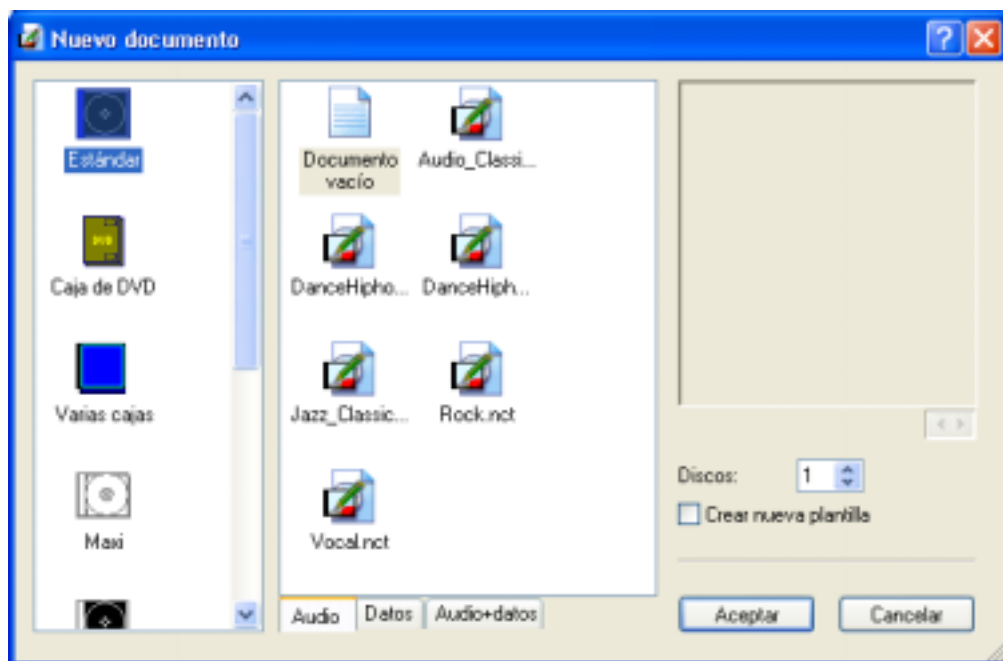 Nuevo documento
Estándar
Caja de DVD
DVD
Varias cajas
Maxi
Documento
vacío
Audio_Classi...
DanceHipho...
DanceHiph...
Jazz_Classic...
Rock.nct
Vocal.nct
Audio
Datos
Audio+datos
Discos:
1
Crear nueva plantilla
Aceptar
Cancelar